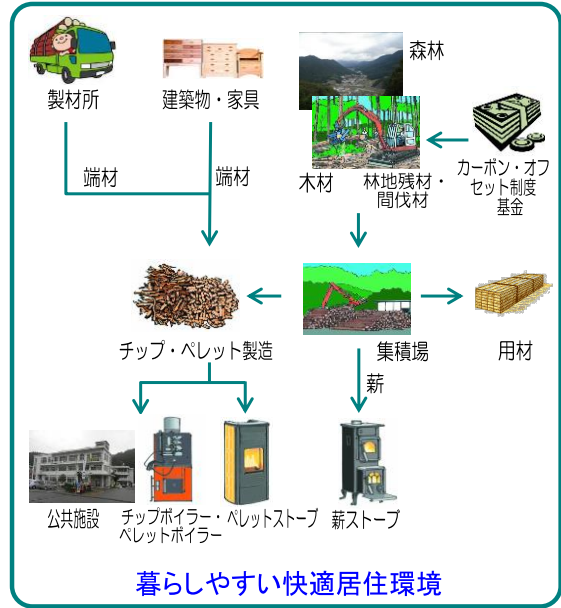 森林
製材所
建築物・家具
カーボン・オフ
セット制度
基金
端材
端材
木材
林地残材・
間伐材
チップ・ペレット製造
集積場
用材
薪
公共施設
チップボイラー・
ペレットボイラー
ペレットストーブ
薪ストーブ
暮らしやすい快適居住環境